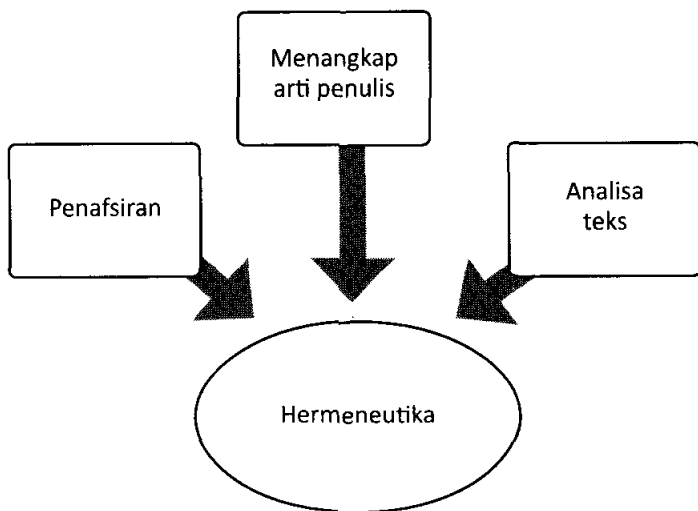 Menangkap
arti penulis
Penafsiran
Analisa
teks
Hermeneutika